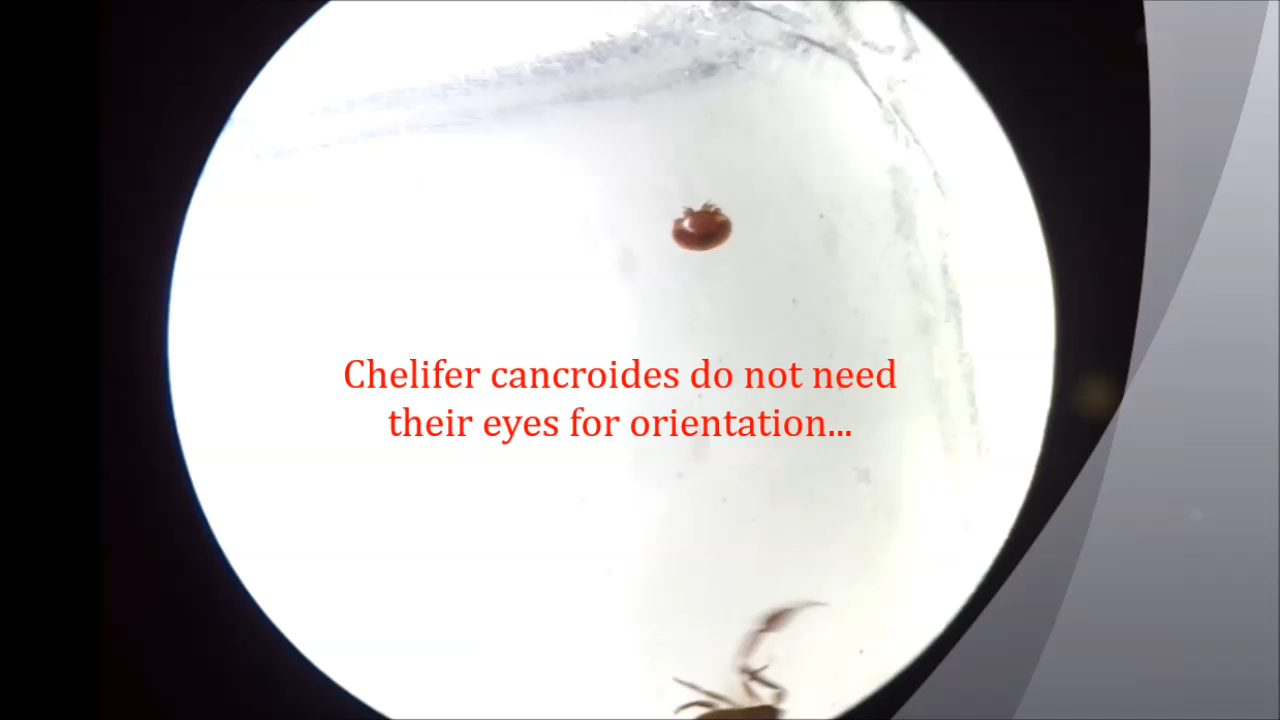 Chelifer cancroides do not need
their eyes for orientation...